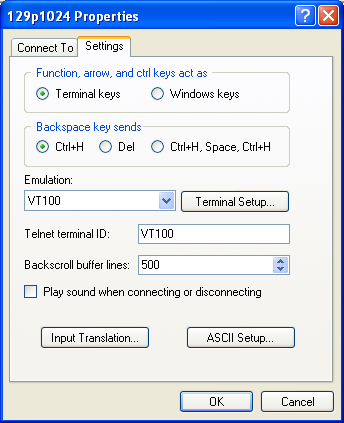 129p1024 Properties
Connect To Settings
Function, arrow, and ctrl keys act as
Terminal keys Windows keys
Backspace key sends
Ctrl+H Del Ctrl+H, Space, Ctrl+H
Emulation:
VT100 Terminal Setup...
Telnet terminal ID: VT100
Backscroll buffer lines: 500
Play sound when connecting or disconnecting
Input Translation... ASCII Setup...
OK Cancel